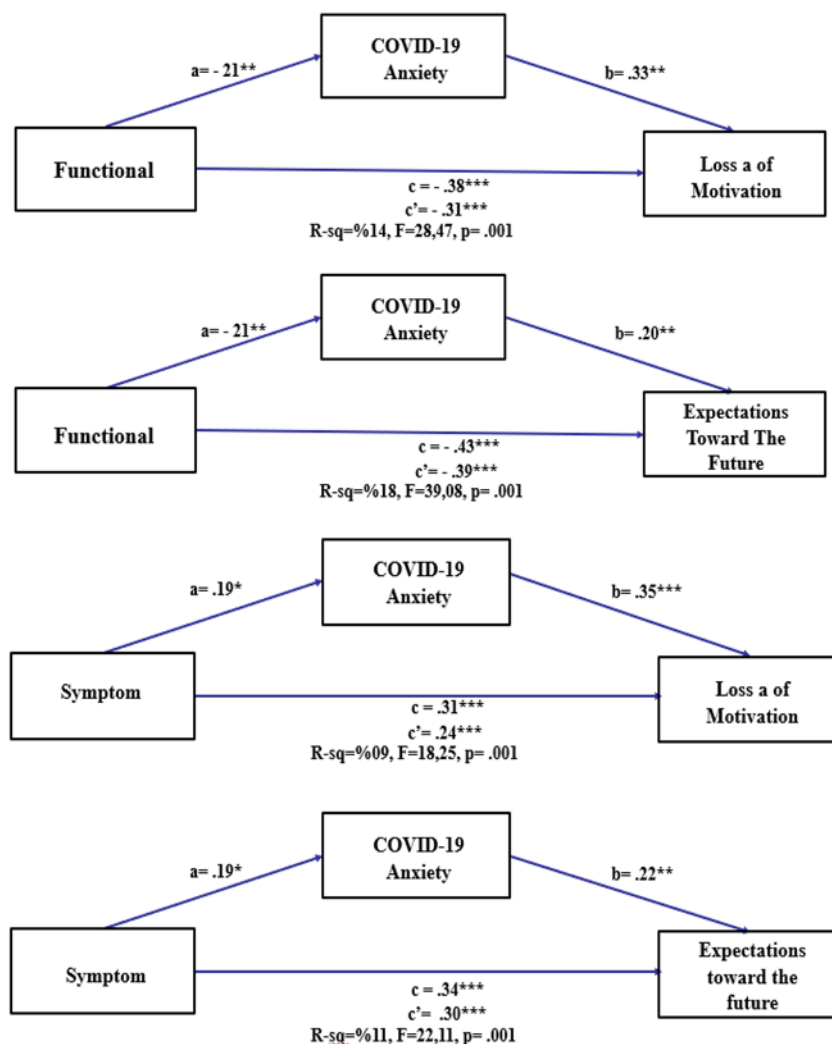 COVID-19
Anxiety
a= - 21**
b= .33**
Functional
Loss a of
Motivation
c = - .38***
c’= - .31***
R-sq=%14, F=28,47, p= .001
COVID-19
Anxiety
a= - 21**
b= .20**
Functional
Expectations
Toward The
Future
c = - .43***
c’= - .39***
R-sq=%18, F=39,08, p= .001
COVID-19
Anxiety
a= .19*
b= .35***
Symptom
Loss a of
Motivation
c = .31***
c’= .24***
R-sq=%09, F=18,25, p= .001
COVID-19
Anxiety
a= .19*
b= .22**
Symptom
Expectations
toward the
future
c = .34***
c’= .30***
R-sq=%11, F=22,11, p= .001